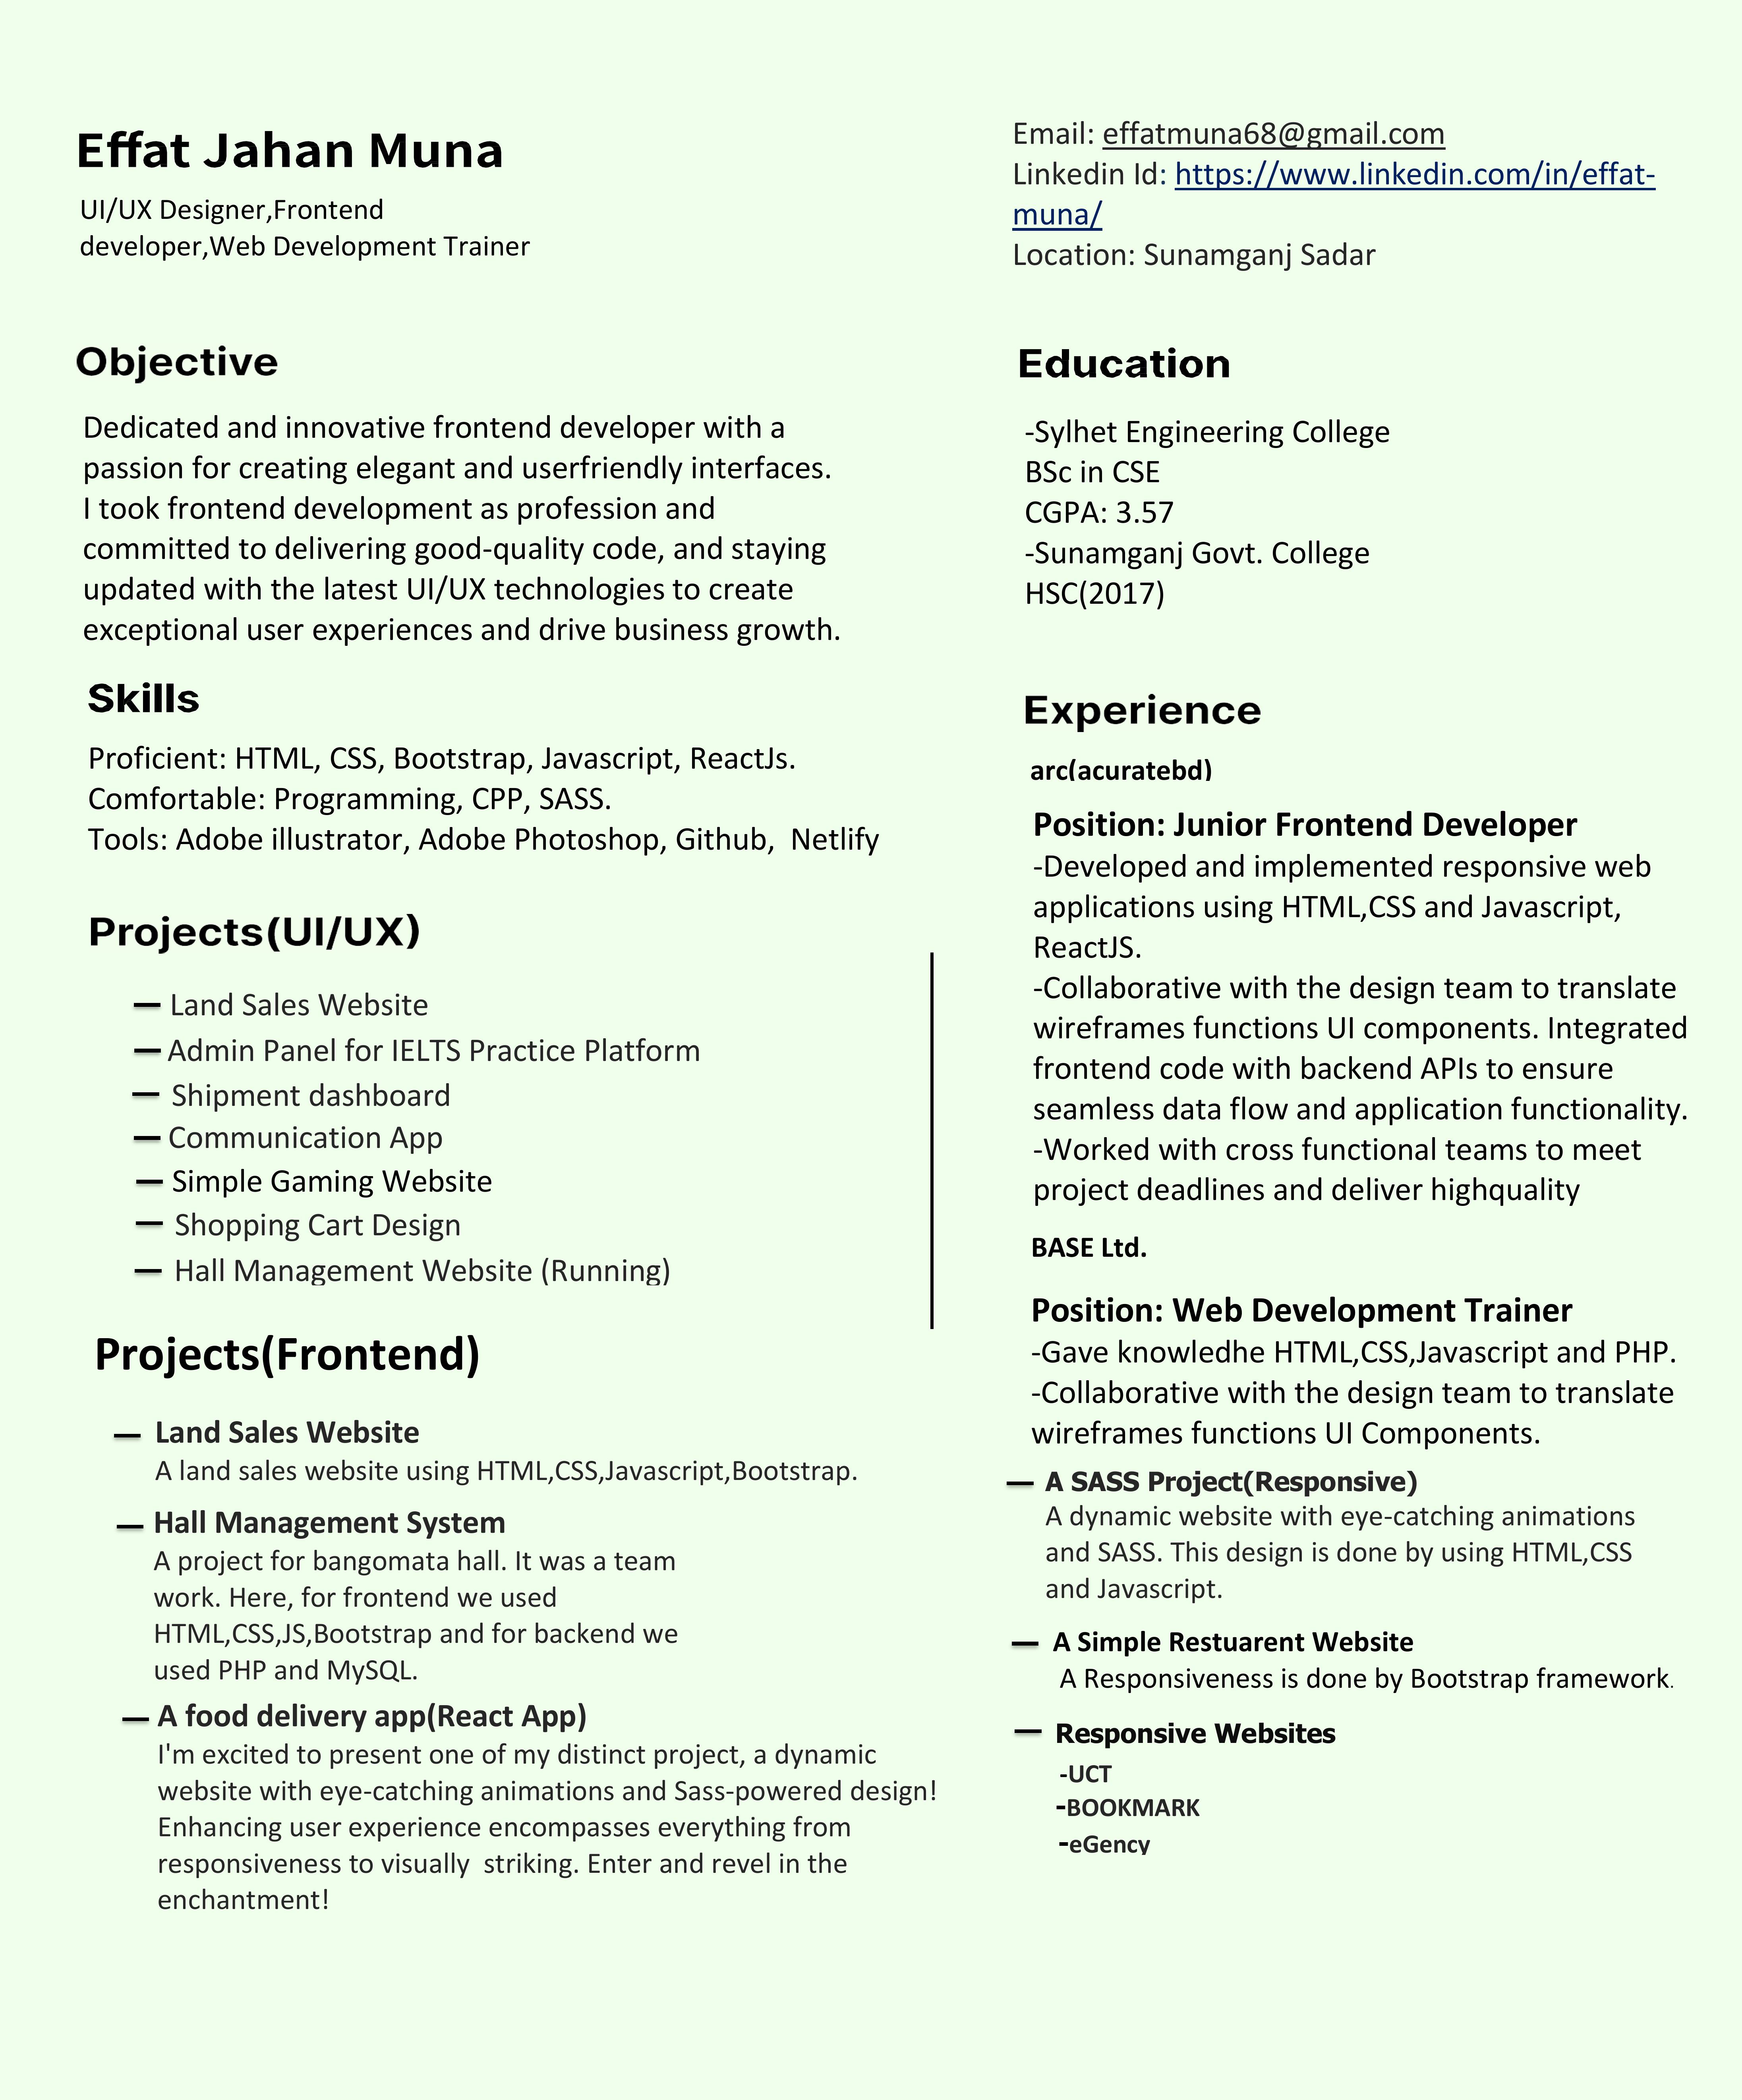 Effat Jahan Muna
UI/UX Designer,Frontend
developer,Web Development Trainer
Email: effatmuna68@gmail.com
Linkedin Id: https://www.linkedin.com/in/effat-
muna/
Location: Sunamganj Sadar
Objective
Dedicated and innovative frontend developer with a
passion for creating elegant and userfriendly interfaces.
I took frontend development as profession and
committed to delivering good-quality code, and staying
updated with the latest UI/UX technologies to create
exceptional user experiences and drive business growth.
Skills
Proficient: HTML, CSS, Bootstrap, Javascript, ReactJs.
Comfortable: Programming, CPP, SASS.
Tools: Adobe illustrator, Adobe Photoshop, Github,  Netlify
Projects(UI/UX)
— Land Sales Website
— Admin Panel for IELTS Practice Platform
— Shipment dashboard
— Communication App
— Simple Gaming Website
— Shopping Cart Design
— Hall Management Website (Running)
Projects(Frontend)
— Land Sales Website
A land sales website using HTML,CSS,Javascript,Bootstrap.
— Hall Management System
A project for bangomata hall. It was a team
work. Here, for frontend we used
HTML,CSS,JS,Bootstrap and for backend we
used PHP and MySQL.
— A food delivery app(React App)
I'm excited to present one of my distinct project, a dynamic
website with eye-catching animations and Sass-powered design!
Enhancing user experience encompasses everything from
responsiveness to visually  striking. Enter and revel in the
enchantment!
Education
-Sylhet Engineering College
BSc in CSE
CGPA: 3.57
-Sunamganj Govt. College
HSC(2017)
Experience
arc(acuratebd)
Position: Junior Frontend Developer
-Developed and implemented responsive web
applications using HTML,CSS and Javascript,
ReactJS.
-Collaborative with the design team to translate
wireframes functions UI components. Integrated
frontend code with backend APIs to ensure
seamless data flow and application functionality.
-Worked with cross functional teams to meet
project deadlines and deliver highquality
BASE Ltd.
Position: Web Development Trainer
-Gave knowledhe HTML,CSS,Javascript and PHP.
-Collaborative with the design team to translate
wireframes functions UI Components.
— A SASS Project(Responsive)
A dynamic website with eye-catching animations
and SASS. This design is done by using HTML,CSS
and Javascript.
— A Simple Restuarent Website
A Responsiveness is done by Bootstrap framework.
— Responsive Websites
-UCT
-BOOKMARK
-eGency